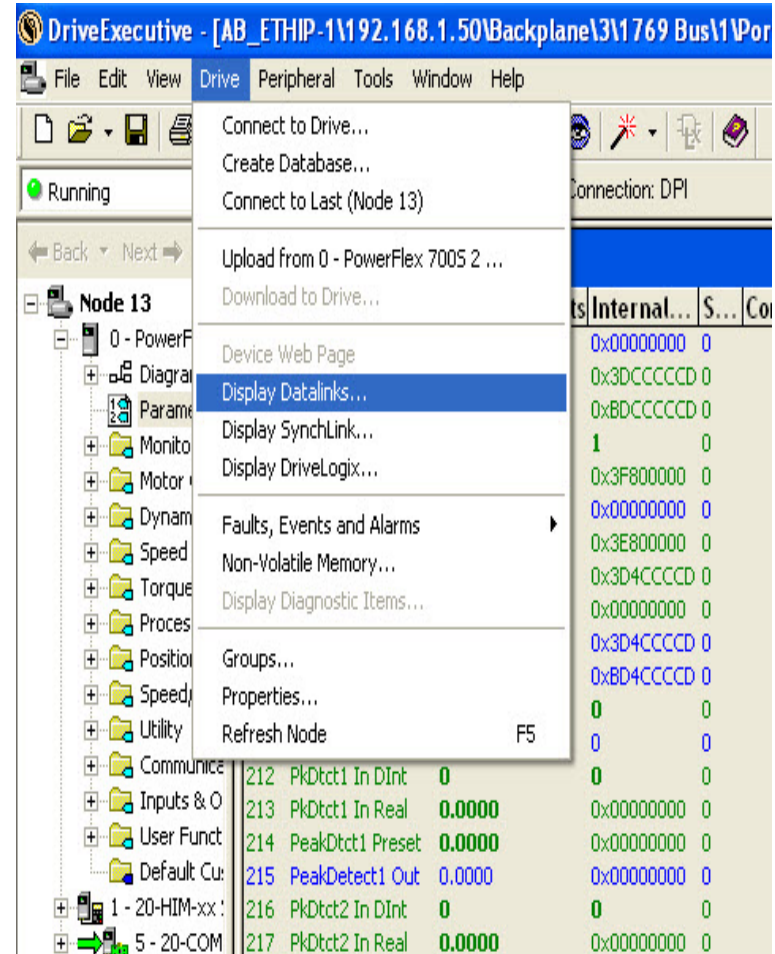 DriveExecutive - [AB_ETHIP-1\192.168.1.50\Backplane\3\1769 Bus\1\Por
File Edit View Drive Peripheral Tools Window Help
Running
Connection: DPI
Back Next
Connect to Drive...
Create Database...
Connect to Last (Node 13)
Upload from 0 - PowerFlex 700S 2 ...
Download to Drive...
Device Web Page
Display Datalinks...
Display SynchLink...
Display DriveLogix...
Faults, Events and Alarms
Non-Volatile Memory...
Display Diagnostic Items...
Groups...
Properties...
Refresh Node F5
Node 13
0 - PowerF
Diagra
Parame
Monito
Motor
Dynam
Speed
Torque
Proces
Position
Speed/
Utility
Communica
Inputs & O
User Funct
Default Cu
1 - 20-HIM-xx
5 - 20-COM
ts Internal... S... Co
0x00000000 0
0x3DCCCCCD 0
0xBDCCCCCD 0
1 0
0x3F800000 0
0x00000000 0
0x3E800000 0
0x3D4CCCCD 0
0x00000000 0
0x3D4CCCCD 0
0xBD4CCCCD 0
0 0
0 0
212 PkDtct1 In DInt 0 0 0
213 PkDtct1 In Real 0.0000 0x00000000 0
214 PeakDtct1 Preset 0.0000 0x00000000 0
215 PeakDetect1 Out 0.0000 0x00000000 0
216 PkDtct2 In DInt 0 0 0
217 PkDtct2 In Real 0.0000 0x00000000 0